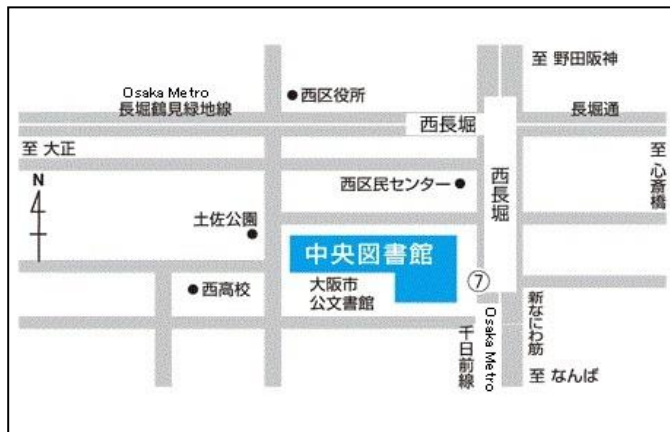 至 野田阪神
Osaka Metro
長堀鶴見緑地線
西区役所
西長堀
長堀通
至 大正
至 心斎橋
N
西区民センター
西長堀
土佐公園
中央図書館
大阪市
公文書館
西高校
⑦
千日前線
Osaka Metro
新なにわ筋
至 なんば